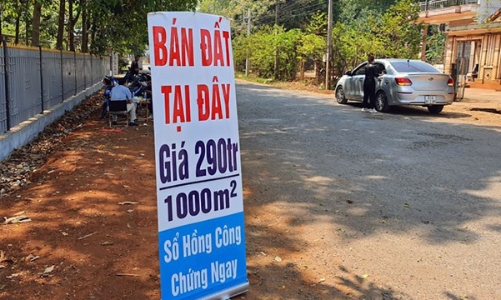 BÁN ĐẤT
TẠI ĐÂY
Giá 290tr
1000m²
Sổ Hồng Công
Chứng Ngay